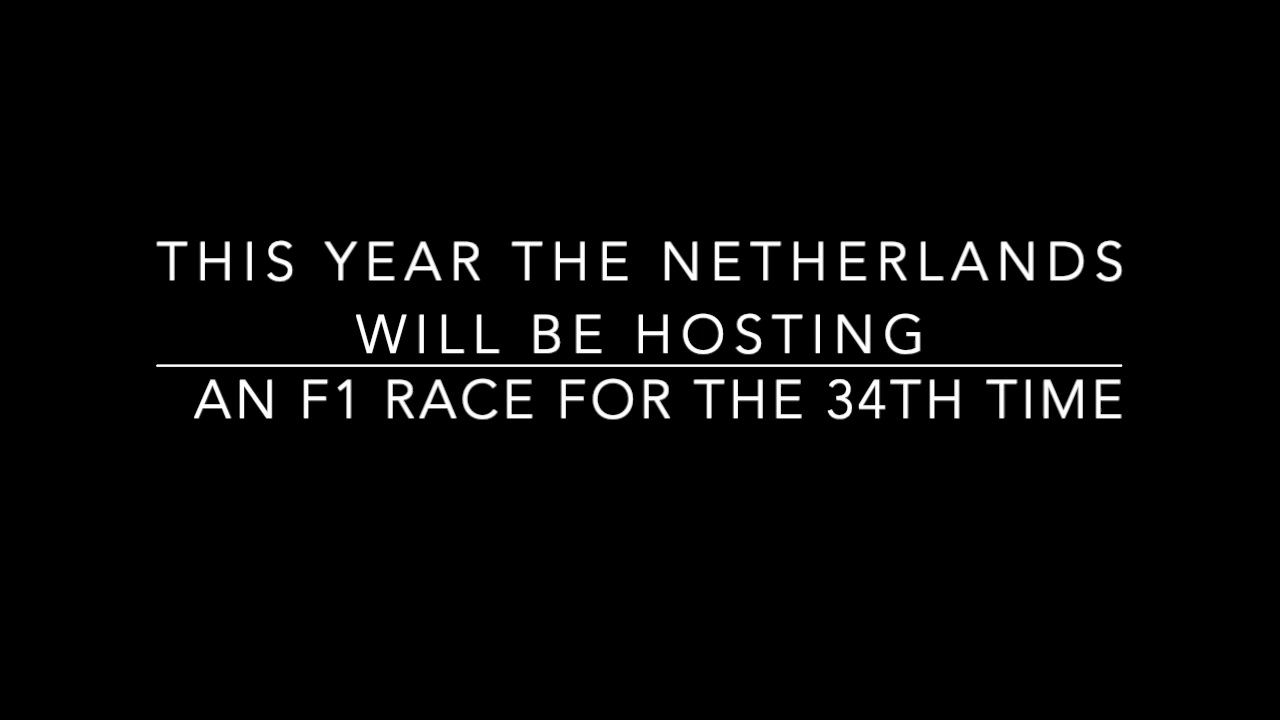 THIS YEAR THE NETHERLANDS
WILL BE HOSTING
AN F1 RACE FOR THE 34TH TIME